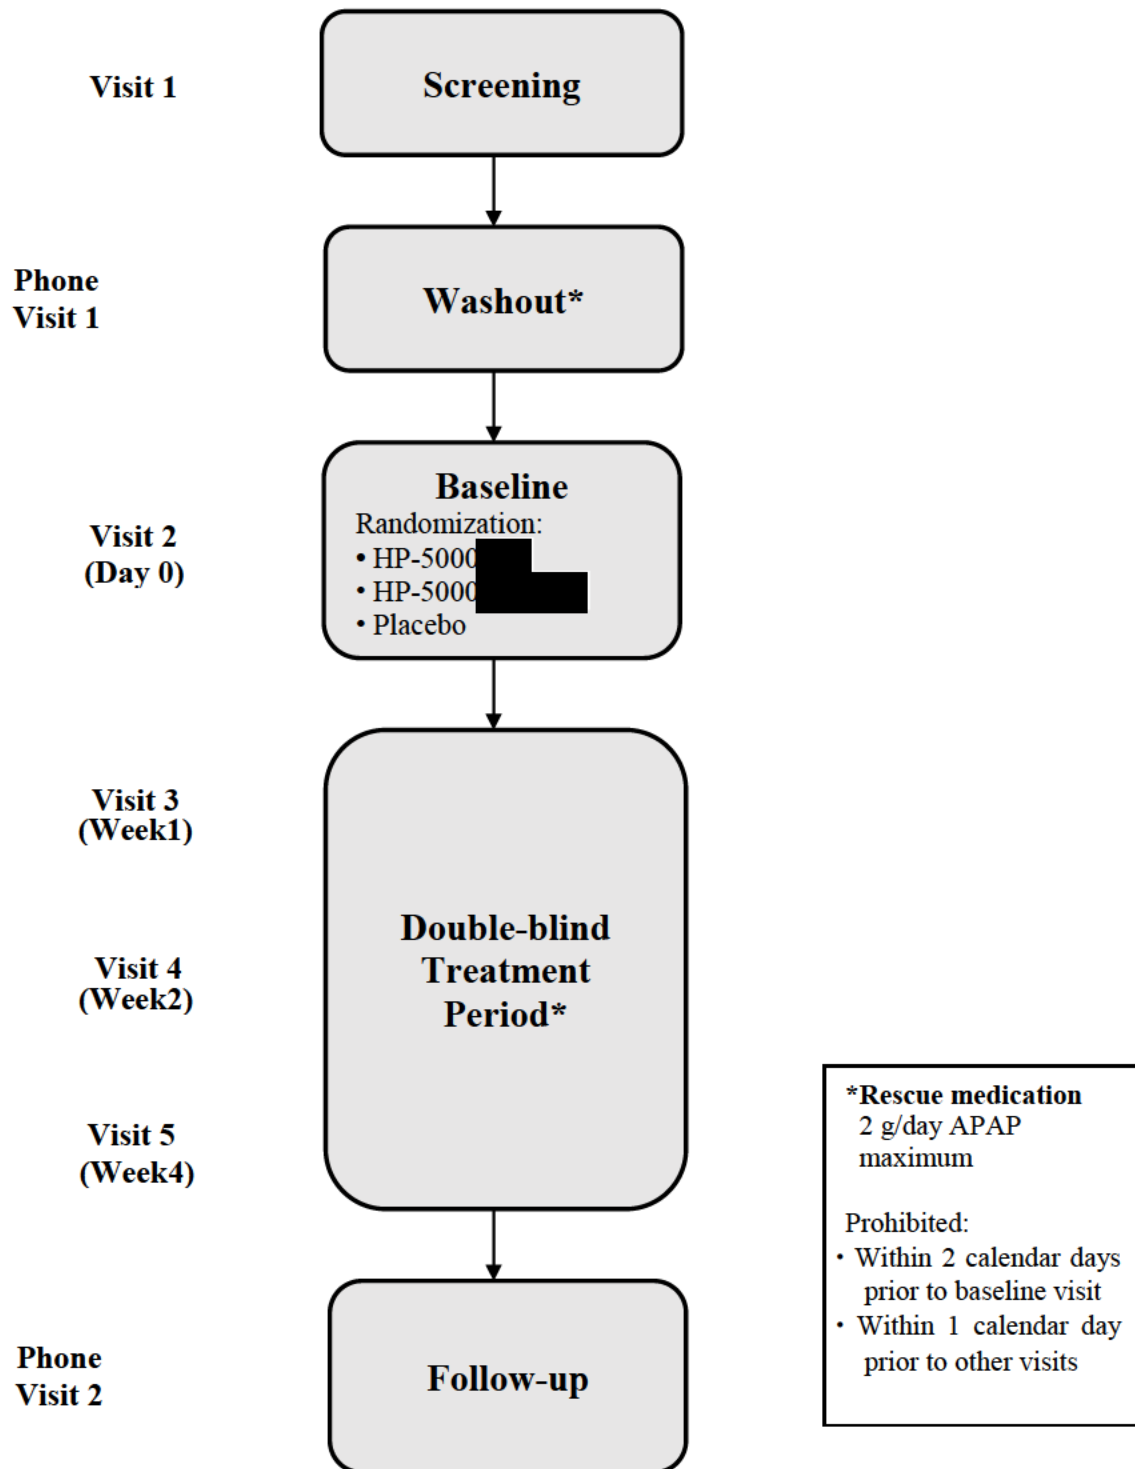 Visit 1
Screening
Phone
Visit 1
Washout*
Visit 2
(Day 0)
Baseline
Randomization:
• HP-5000
• HP-5000
• Placebo
Visit 3
(Week1)
Visit 4
(Week2)
Visit 5
(Week4)
Double-blind
Treatment
Period*
*Rescue medication
2 g/day APAP
maximum
Prohibited:
• Within 2 calendar days
prior to baseline visit
• Within 1 calendar day
prior to other visits
Phone
Visit 2
Follow-up